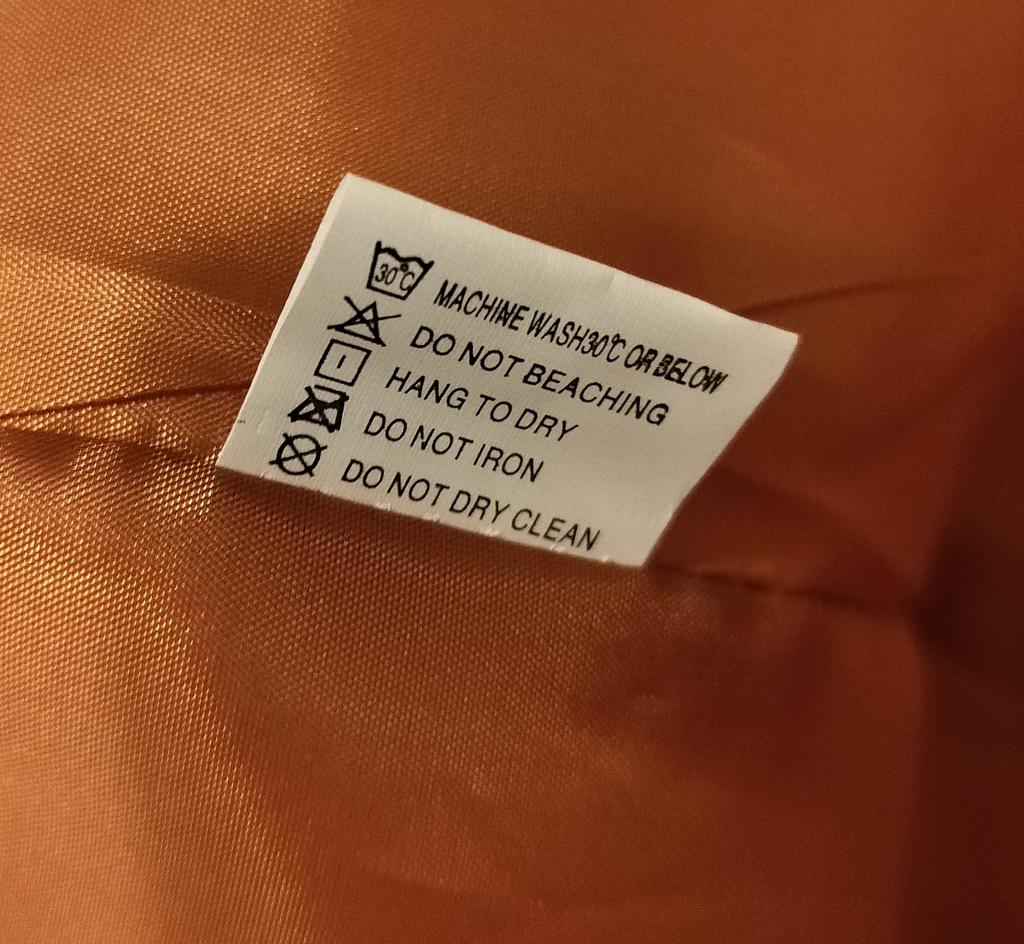 30°C MACHINE WASH30°C OR BELOW
DO NOT BEACHING
HANG TO DRY
DO NOT IRON
DO NOT DRY CLEAN